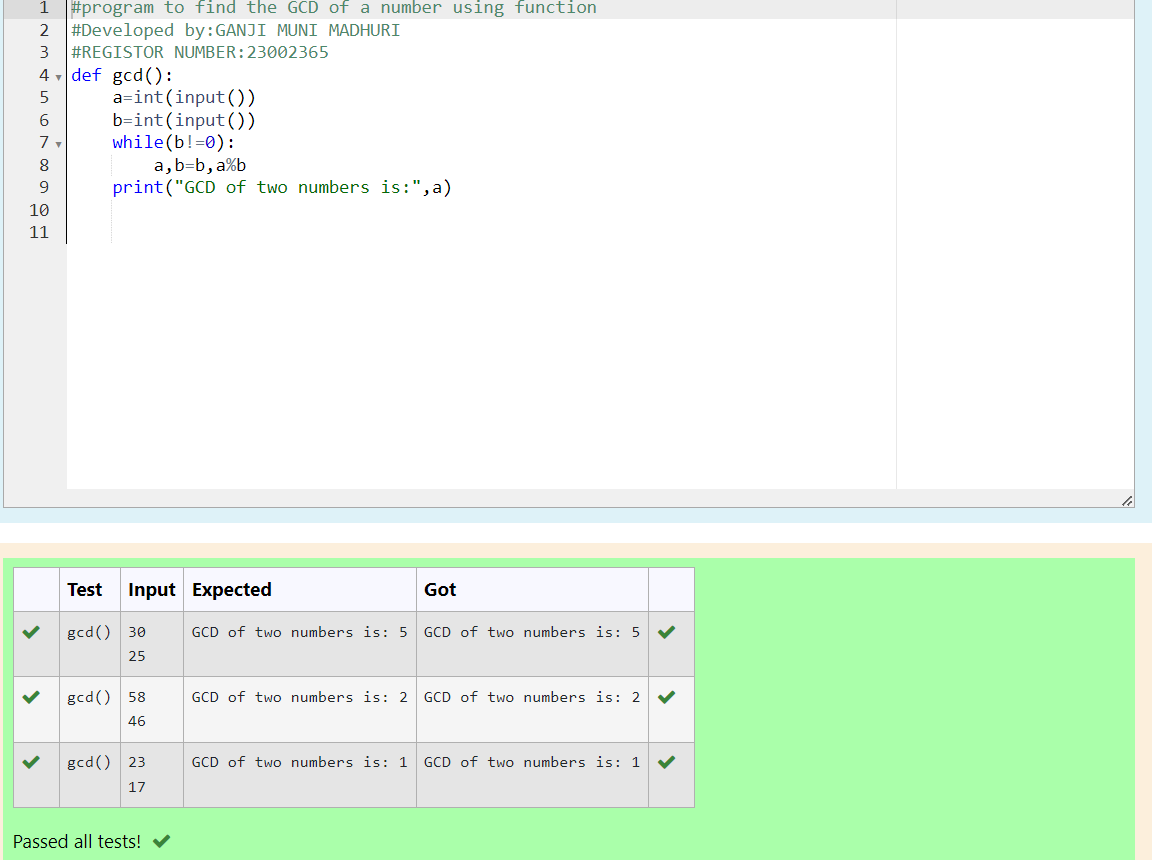 1 #program to find the GCD of a number using function
2 #Developed by:GANJI MUNI MADHURI
3 #REGISTOR NUMBER:23002365
4 def gcd():
5     a=int(input())
6     b=int(input())
7     while(b!=0):
8         a,b=b,a%b
9     print("GCD of two numbers is:",a)
10
11
Test Input Expected Got
gcd() 30 GCD of two numbers is: 5 GCD of two numbers is: 5
25
gcd() 58 GCD of two numbers is: 2 GCD of two numbers is: 2
46
gcd() 23 GCD of two numbers is: 1 GCD of two numbers is: 1
17
Passed all tests!